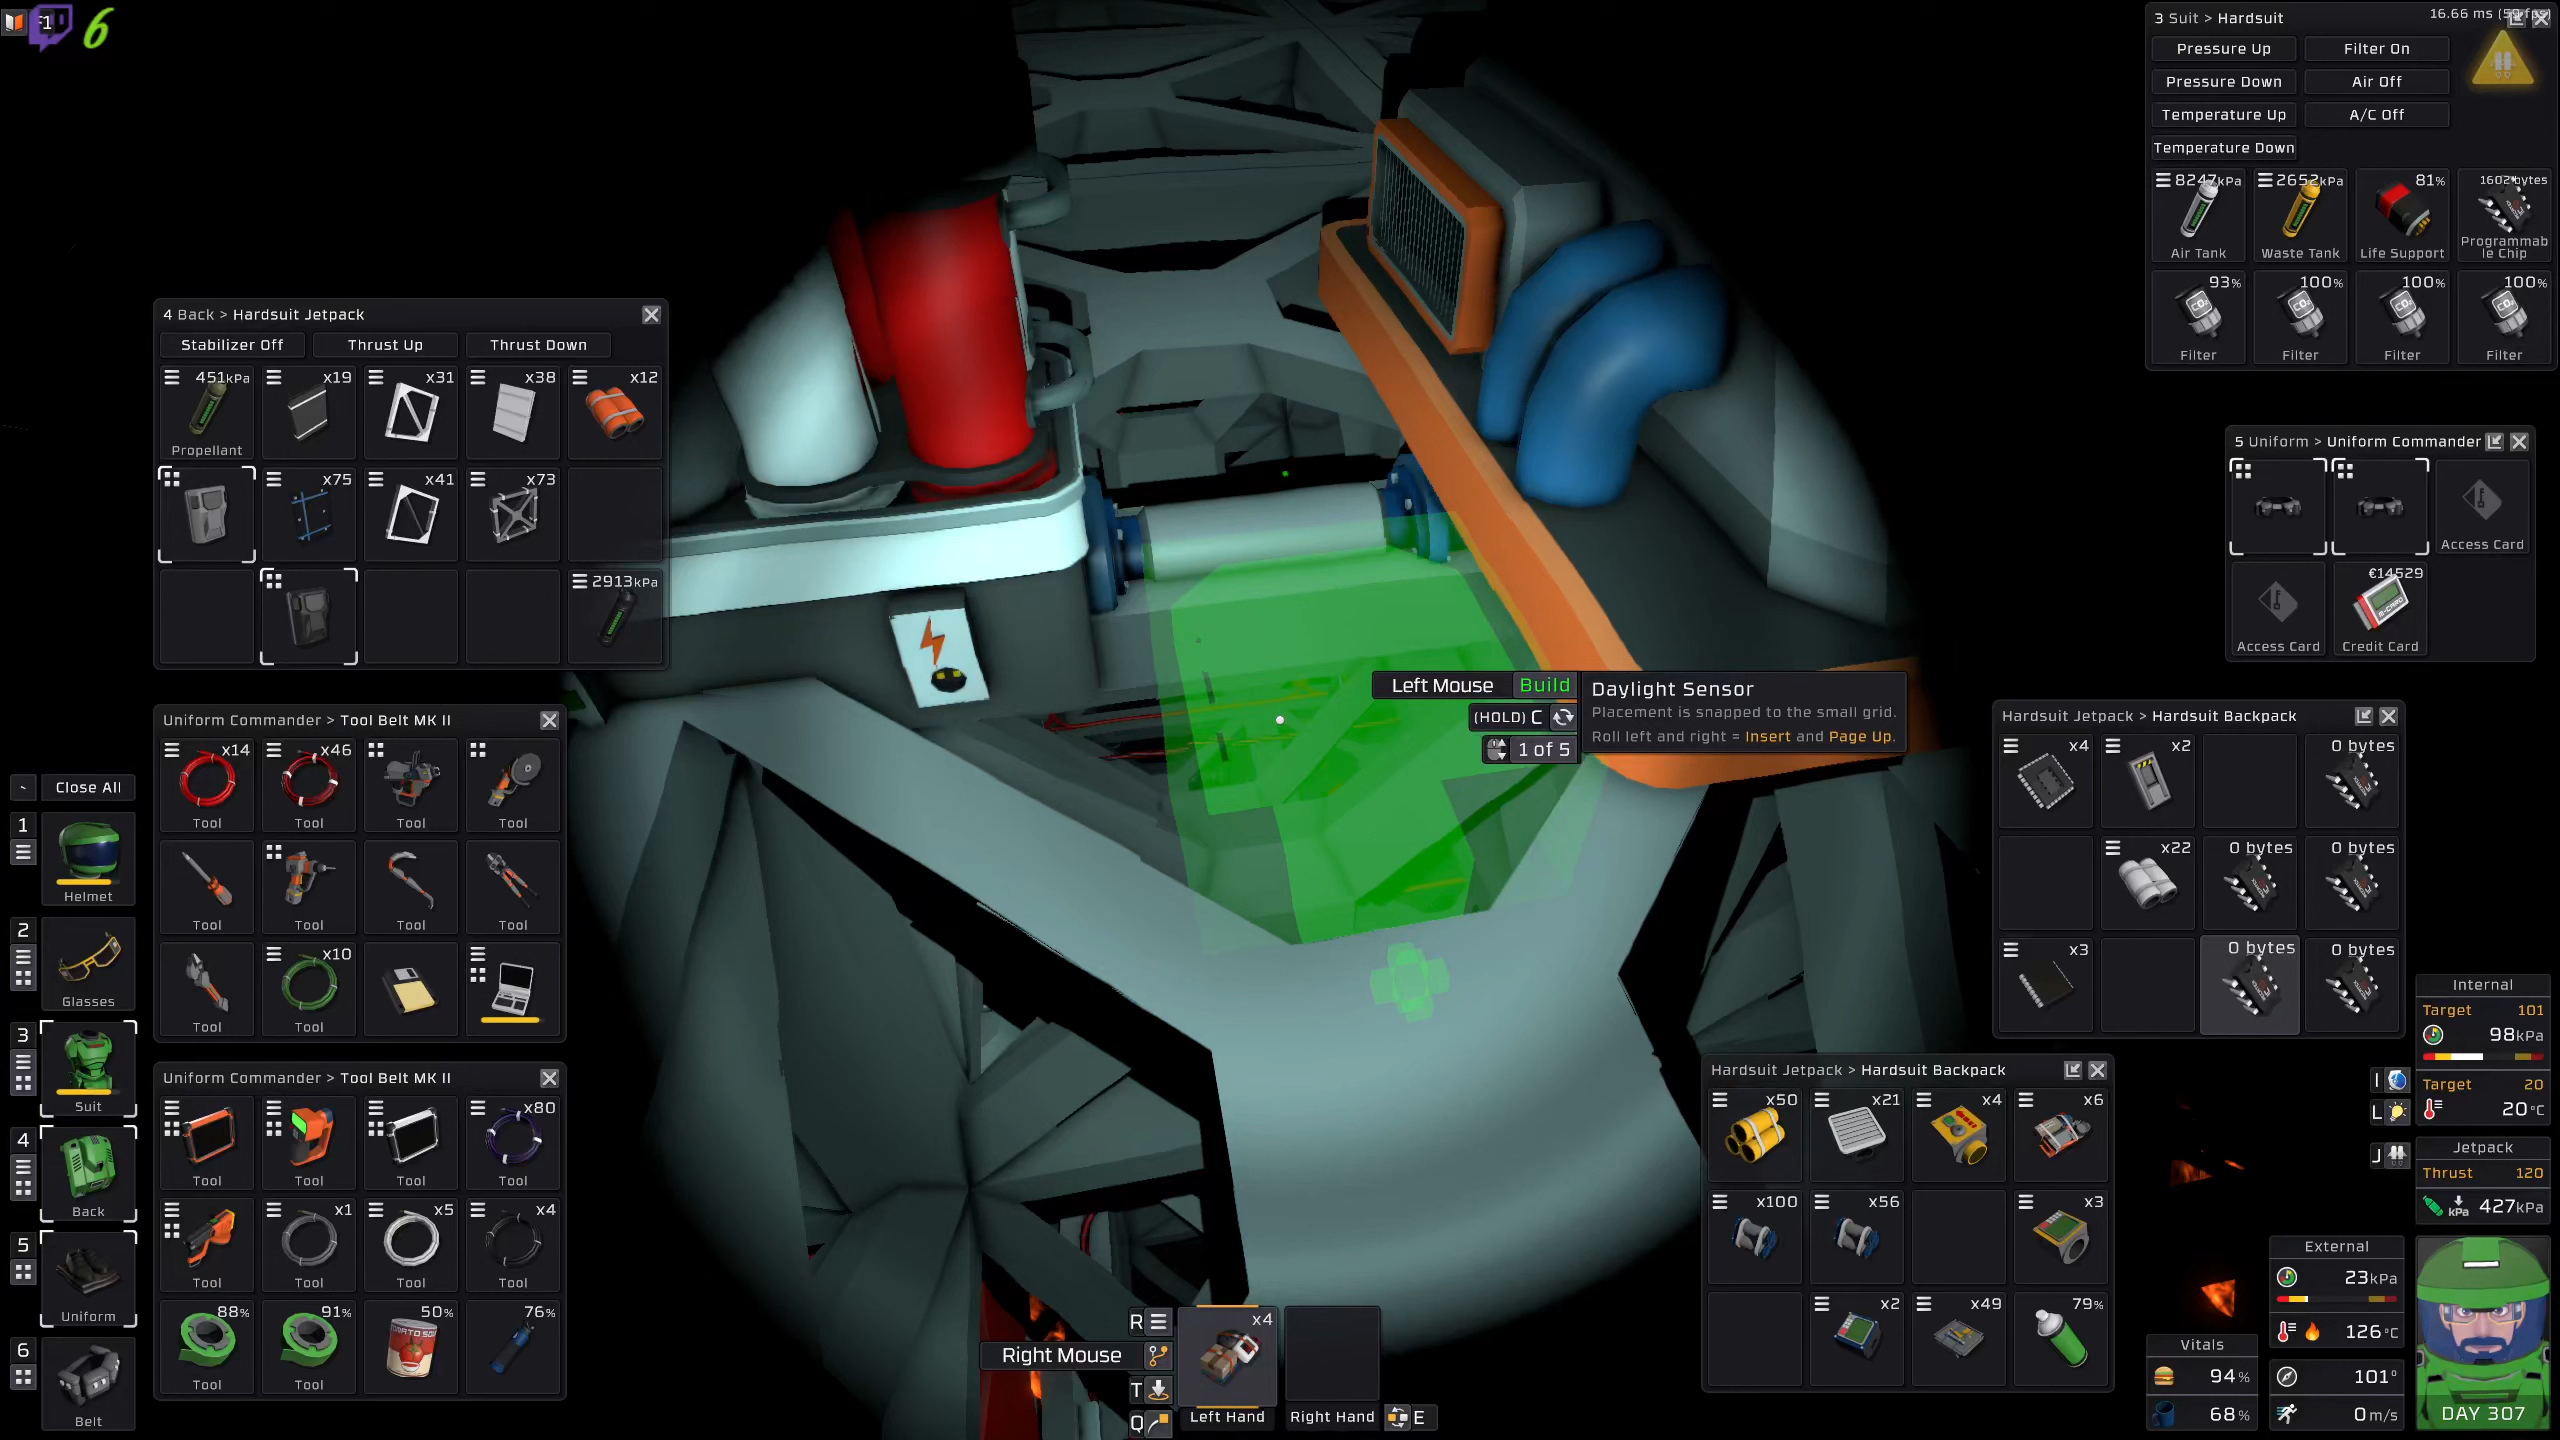 F1
6
3 Suit > Hardsuit
16.66 ms (59 fps)
Pressure Up
Filter On
Pressure Down
Air Off
Temperature Up
A/C Off
Temperature Down
8247kPa
2652kPa
81%
1602 bytes
Air Tank
Waste Tank
Life Support
Programmab
le Chip
93%
100%
100%
100%
Filter
Filter
Filter
Filter
4 Back > Hardsuit Jetpack
Stabilizer Off
Thrust Up
Thrust Down
451kPa
x19
x31
x38
x12
Propellant
x75
x41
x73
2913kPa
5 Uniform > Uniform Commander
Access Card
€14529
Access Card
Credit Card
Left Mouse
Build
(HOLD) C
1 of 5
Daylight Sensor
Placement is snapped to the small grid.
Roll left and right = Insert and Page Up.
Uniform Commander > Tool Belt MK II
x14
x46
Tool
Tool
Tool
Tool
Tool
Tool
Tool
Tool
x10
Tool
Tool
~
Close All
1
Helmet
2
Glasses
3
Suit
4
Back
5
Uniform
6
Belt
Uniform Commander > Tool Belt MK II
x80
Tool
Tool
Tool
Tool
x1
x5
x4
Tool
Tool
Tool
Tool
88%
91%
50%
76%
TOMATO SOUP
Tool
Tool
Tool
Tool
Hardsuit Jetpack > Hardsuit Backpack
x4
x2
0 bytes
x22
0 bytes
0 bytes
x3
0 bytes
0 bytes
Hardsuit Jetpack > Hardsuit Backpack
x50
x21
x4
x6
x100
x56
x3
x2
x49
79%
R
Right Mouse
T
Q
x4
Left Hand
Right Hand
E
Internal
Target 101
98kPa
I
Target 20
L
20°C
Jetpack
J
Thrust 120
kPa
427kPa
External
23kPa
126°C
Vitals
94%
101°
68%
0m/s
DAY 307